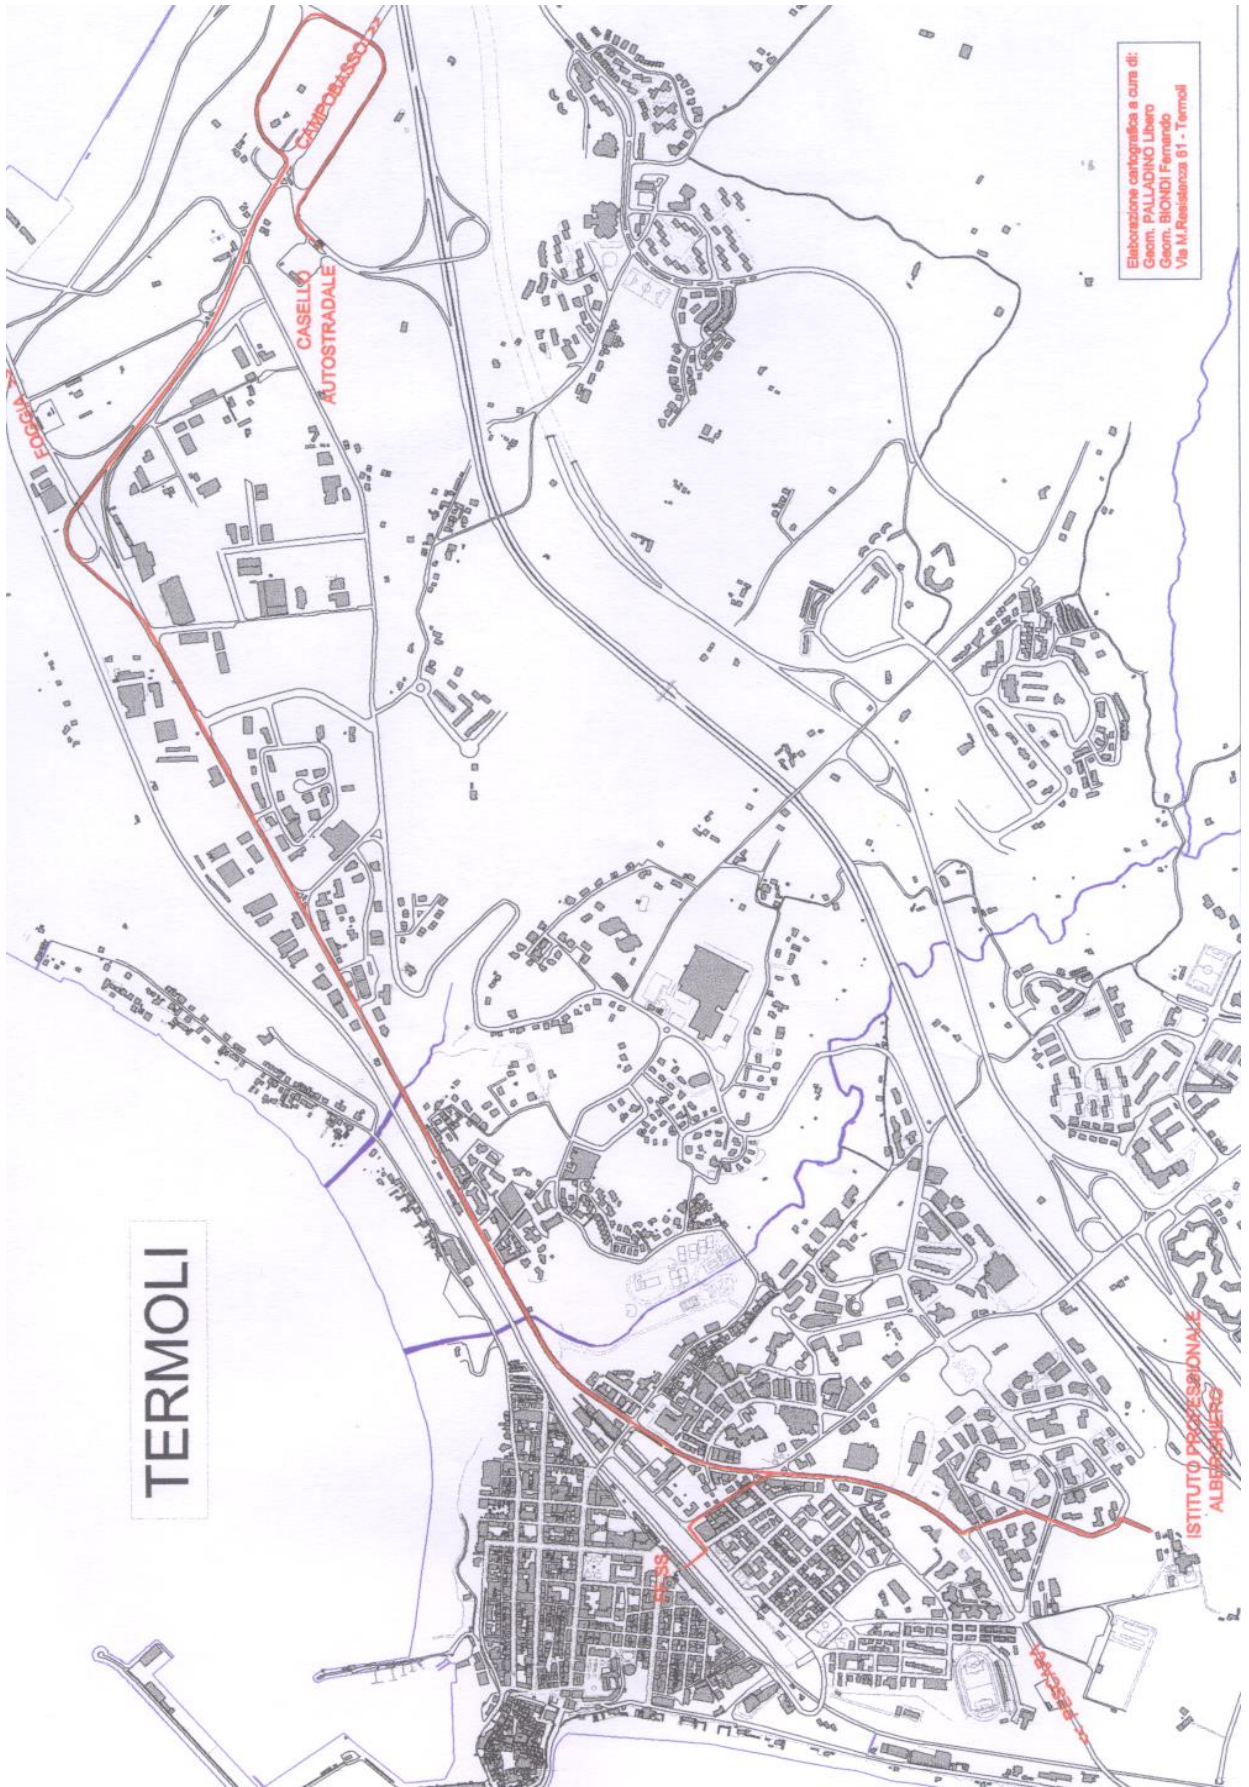 CAMPOBASSO >>
Elaborazione cartografica a cura di:
Geom. PALLADINO Libero
Geom. BIONDI Fernando
Via M.Resistenza 61 - Termoli
CASELLO
AUTOSTRADALE
FOGGIA >>
TERMOLI
ISTITUTO PROFESSIONALE
ALBERGHIERO
FF.SS.
<< PESCARA